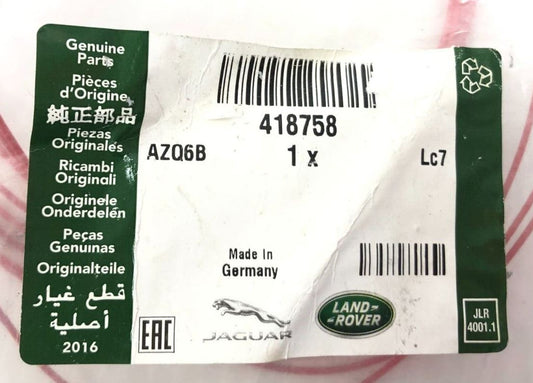 Genuine
Parts
Pièces
d'Origine
純正部品
Piezas
Originales
Ricambi
Originali
Originele
Onderdelen
Peças
Genuinas
Originalteile
قطع غيار
أصلية
2016
418758
AZQ6B
1 x
Lc7
Made In
Germany
EAC
JAGUAR
LAND-
-ROVER
JLR
4001.1